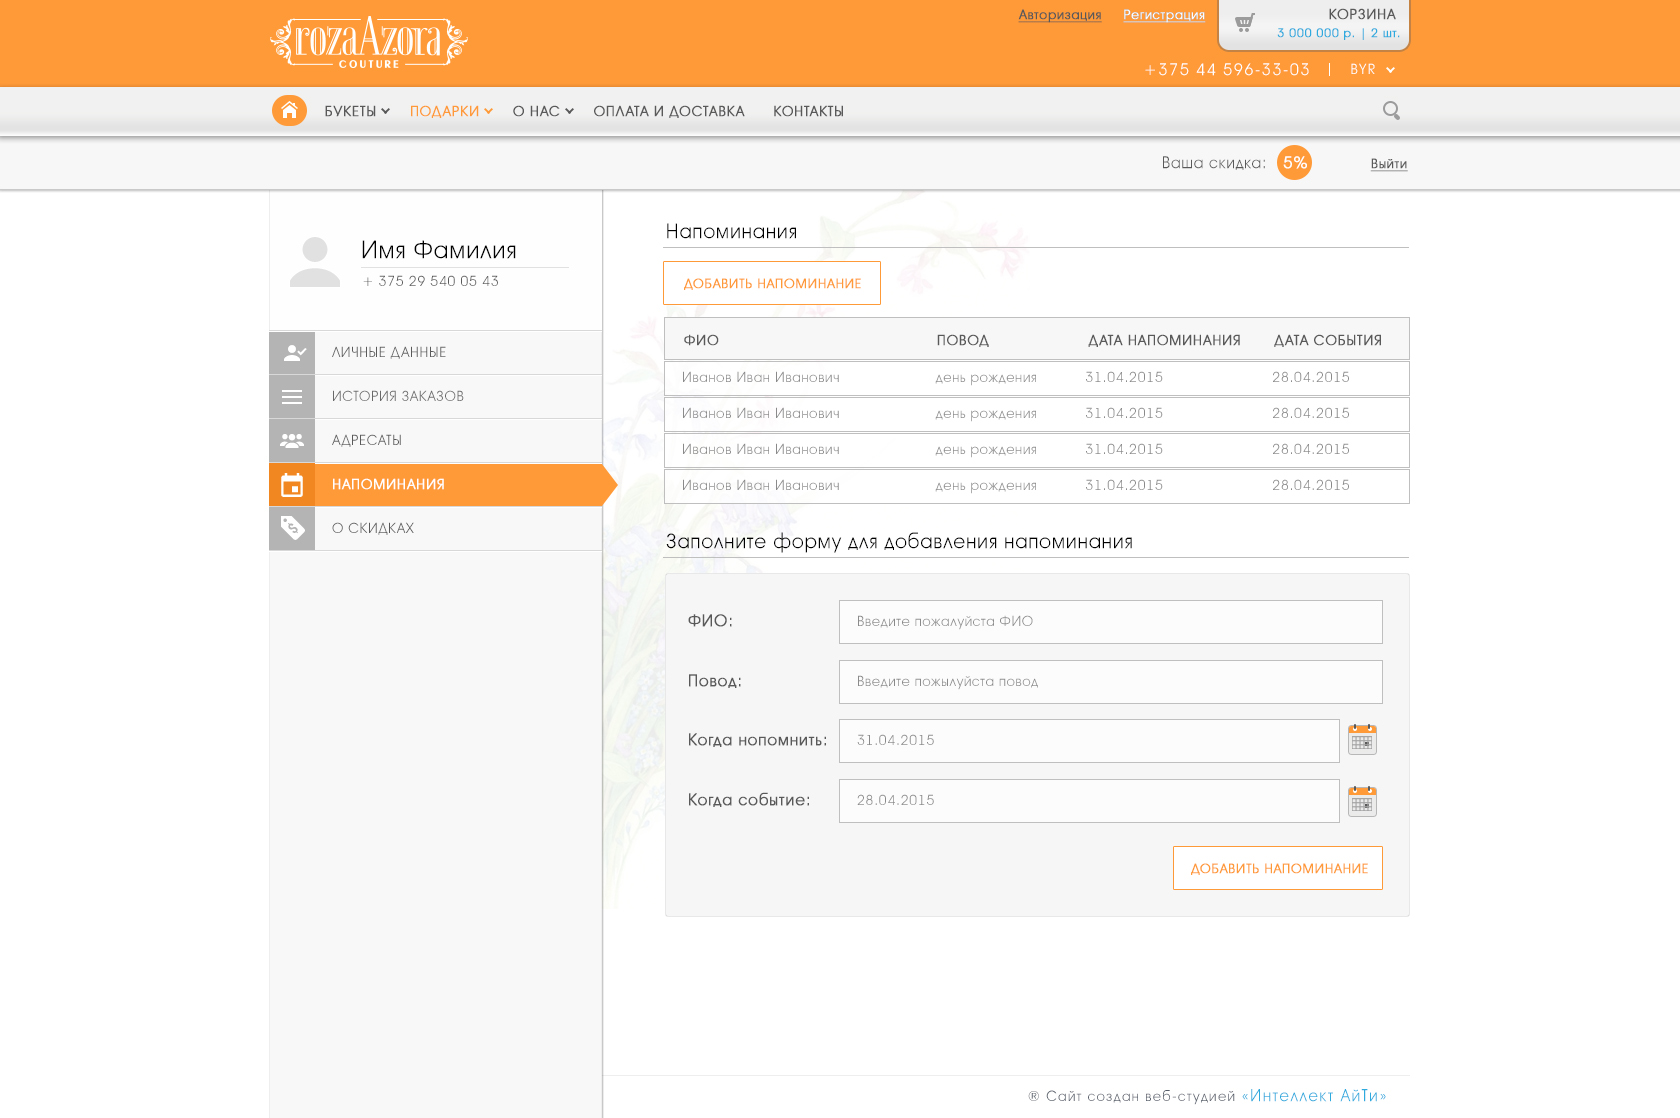 rozaAzora
COUTURE
Авторизация Регистрация
КОРЗИНА
3 000 000 р. | 2 шт.
+375 44 596-33-03 | BYR
БУКЕТЫ ПОДАРКИ О НАС ОПЛАТА И ДОСТАВКА КОНТАКТЫ
Ваша скидка: 5% Выйти
Имя Фамилия
+ 375 29 540 05 43
ЛИЧНЫЕ ДАННЫЕ
ИСТОРИЯ ЗАКАЗОВ
АДРЕСАТЫ
НАПОМИНАНИЯ
О СКИДКАХ
Напоминания
ДОБАВИТЬ НАПОМИНАНИЕ
ФИО ПОВОД ДАТА НАПОМИНАНИЯ ДАТА СОБЫТИЯ
Иванов Иван Иванович день рождения 31.04.2015 28.04.2015
Иванов Иван Иванович день рождения 31.04.2015 28.04.2015
Иванов Иван Иванович день рождения 31.04.2015 28.04.2015
Иванов Иван Иванович день рождения 31.04.2015 28.04.2015
Заполните форму для добавления напоминания
ФИО: Введите пожалуйста ФИО
Повод: Введите пожылуйста повод
Когда нопомнить: 31.04.2015
Когда событие: 28.04.2015
ДОБАВИТЬ НАПОМИНАНИЕ
® Сайт создан веб-студией «Интеллект АйТи»